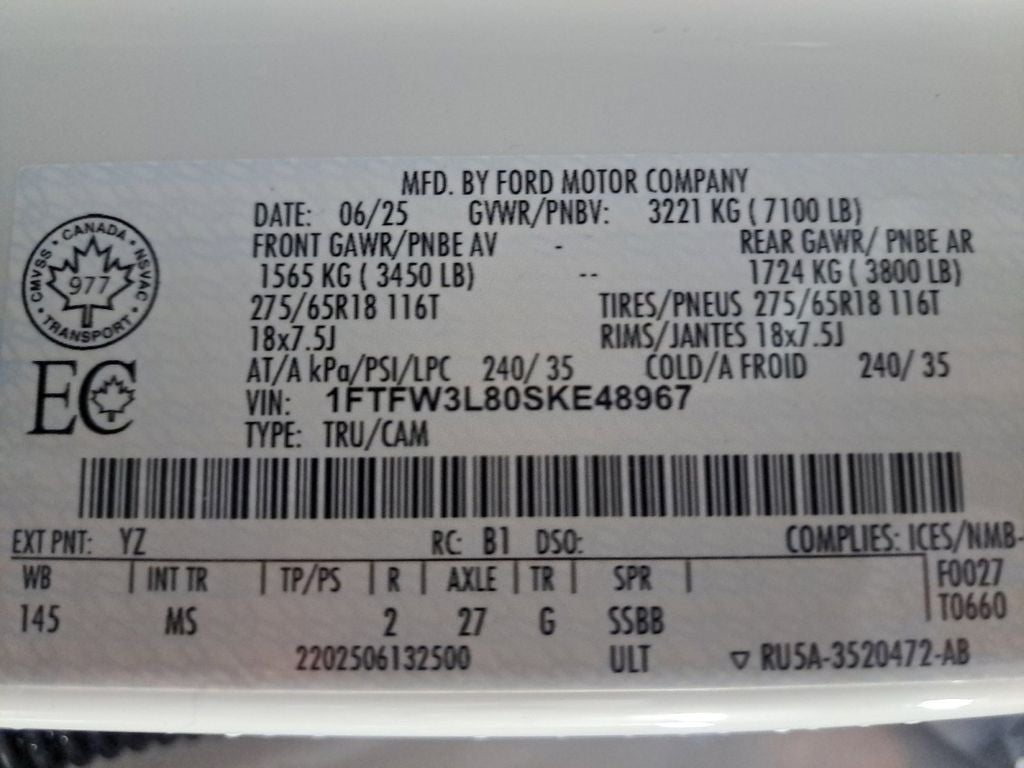 MFD. BY FORD MOTOR COMPANY
DATE: 06/25 GVWR/PNBV: 3221 KG ( 7100 LB)
FRONT GAWR/PNBE AV - REAR GAWR/ PNBE AR
1565 KG ( 3450 LB) -- 1724 KG ( 3800 LB)
275/65R18 116T TIRES/PNEUS 275/65R18 116T
18x7.5J RIMS/JANTES 18x7.5J
AT/A kPa/PSI/LPC 240/ 35 COLD/A FROID 240/ 35
VIN: 1FTFW3L80SKE48967
TYPE: TRU/CAM
CANADA
CMVSS 977 NSVAC
TRANSPORT
EC
EXT PNT: YZ RC: B1 DSO: COMPLIES: ICES/NMB-
WB | INT TR | TP/PS | R | AXLE | TR | SPR | F0027
145 MS 2 27 G SSBB T0660
2202506132500 ULT ▽ RU5A-3520472-AB